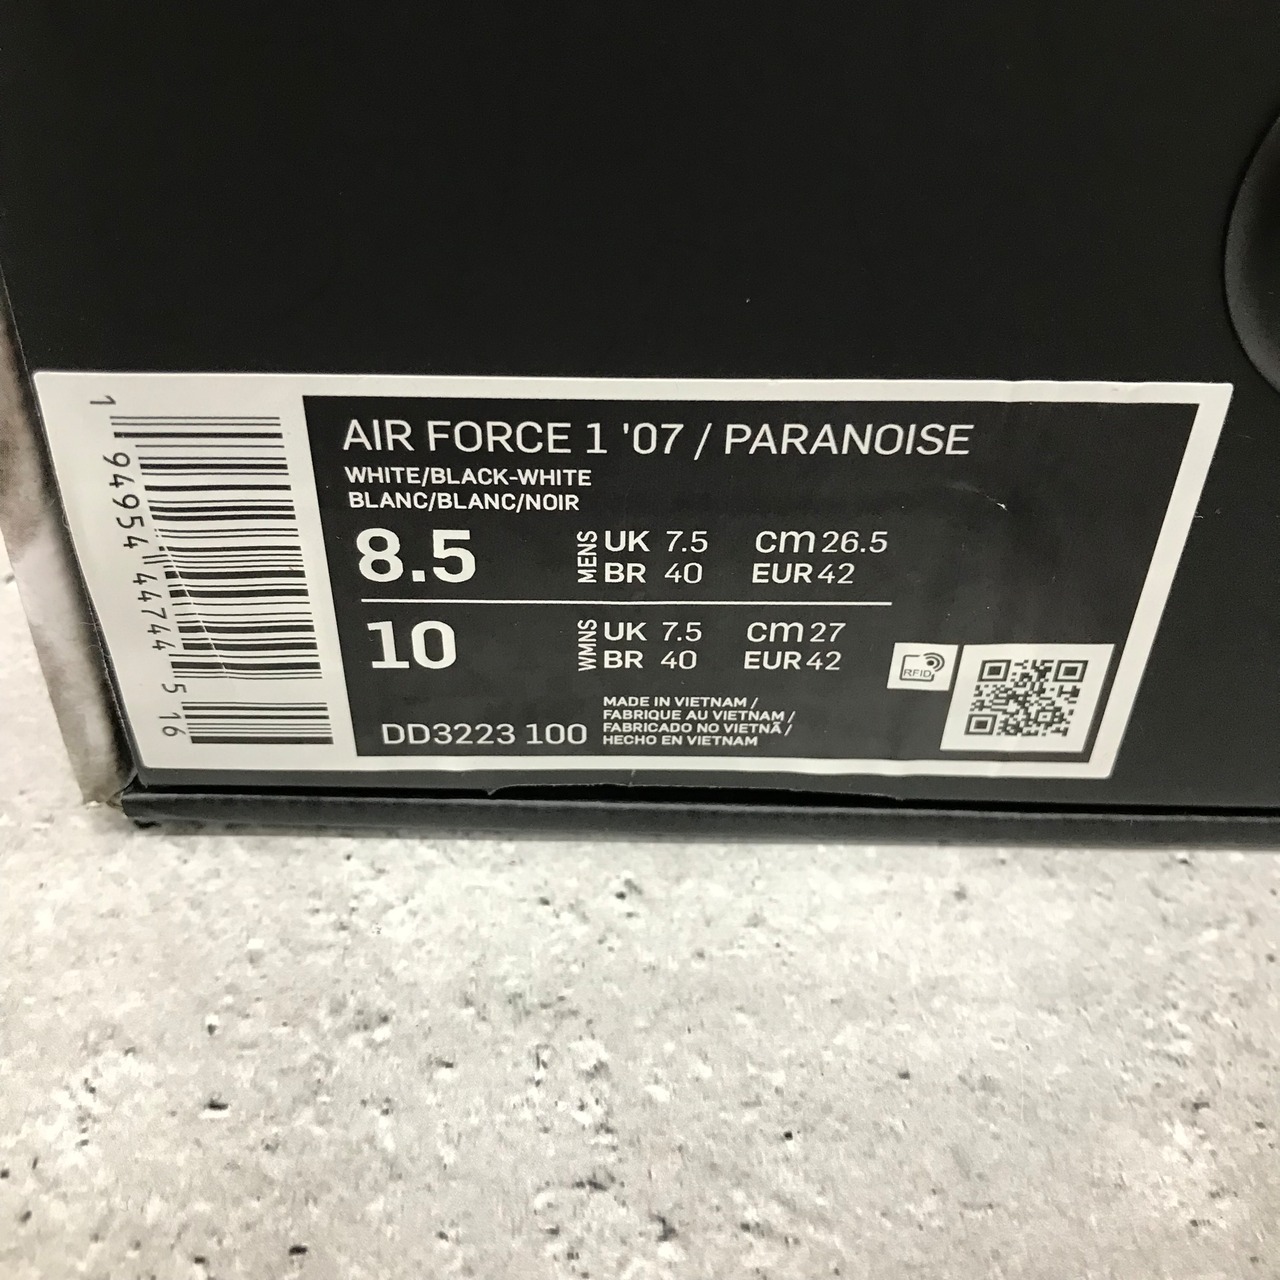 AIR FORCE 1 '07 / PARANOISE
WHITE/BLACK-WHITE
BLANC/BLANC/NOIR
8.5 MENS UK 7.5 cm 26.5
BR 40 EUR 42
10 WMNS UK 7.5 cm 27
BR 40 EUR 42
RFID
DD3223 100
MADE IN VIETNAM /
FABRIQUE AU VIETNAM /
FABRICADO NO VIETNÃ /
HECHO EN VIETNAM
1 94954 44744 5 16